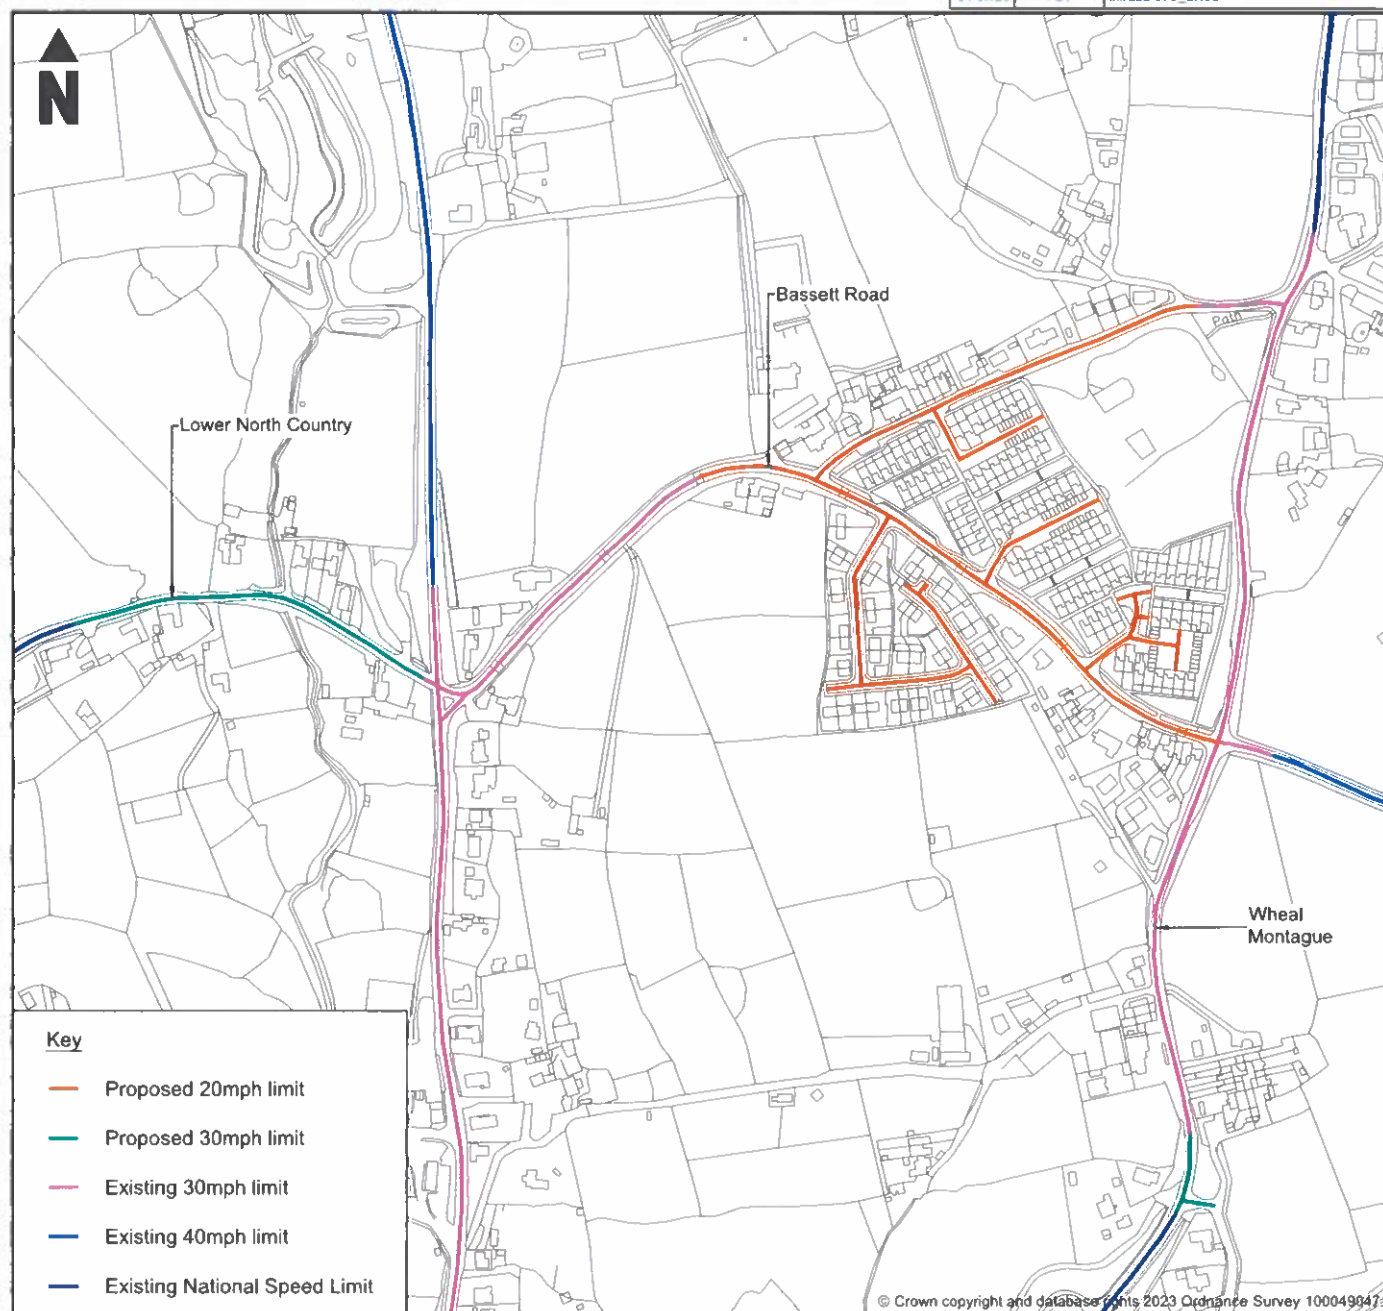 N
Bassett Road
Path
Lower North Country
Wheal
Montague
Key
Proposed 20mph limit
Proposed 30mph limit
Existing 30mph limit
Existing 40mph limit
Existing National Speed Limit
© Crown copyright and database rights 2023 Ordnance Survey 100049047